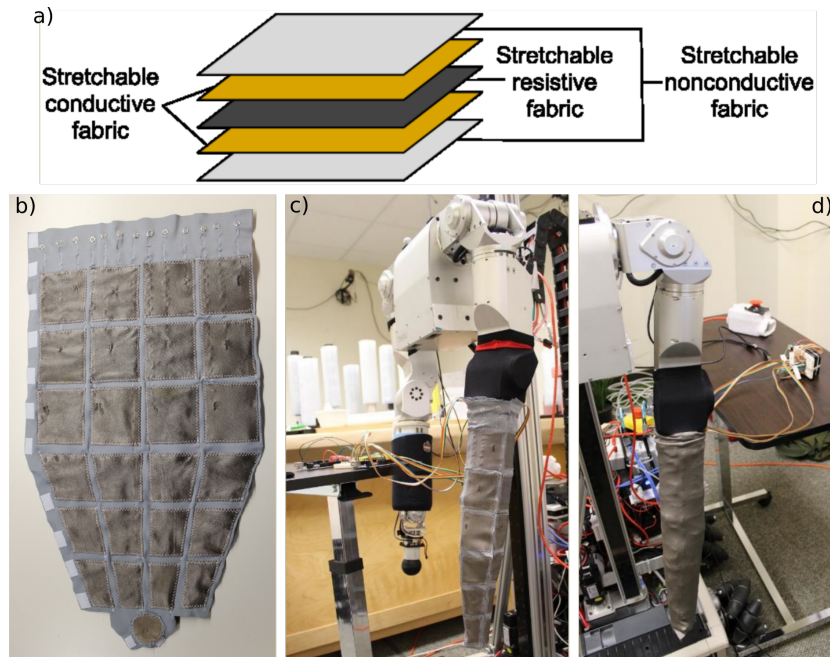 a)
Stretchable
conductive
fabric
Stretchable
resistive
fabric
Stretchable
nonconductive
fabric
b)
c)
d)